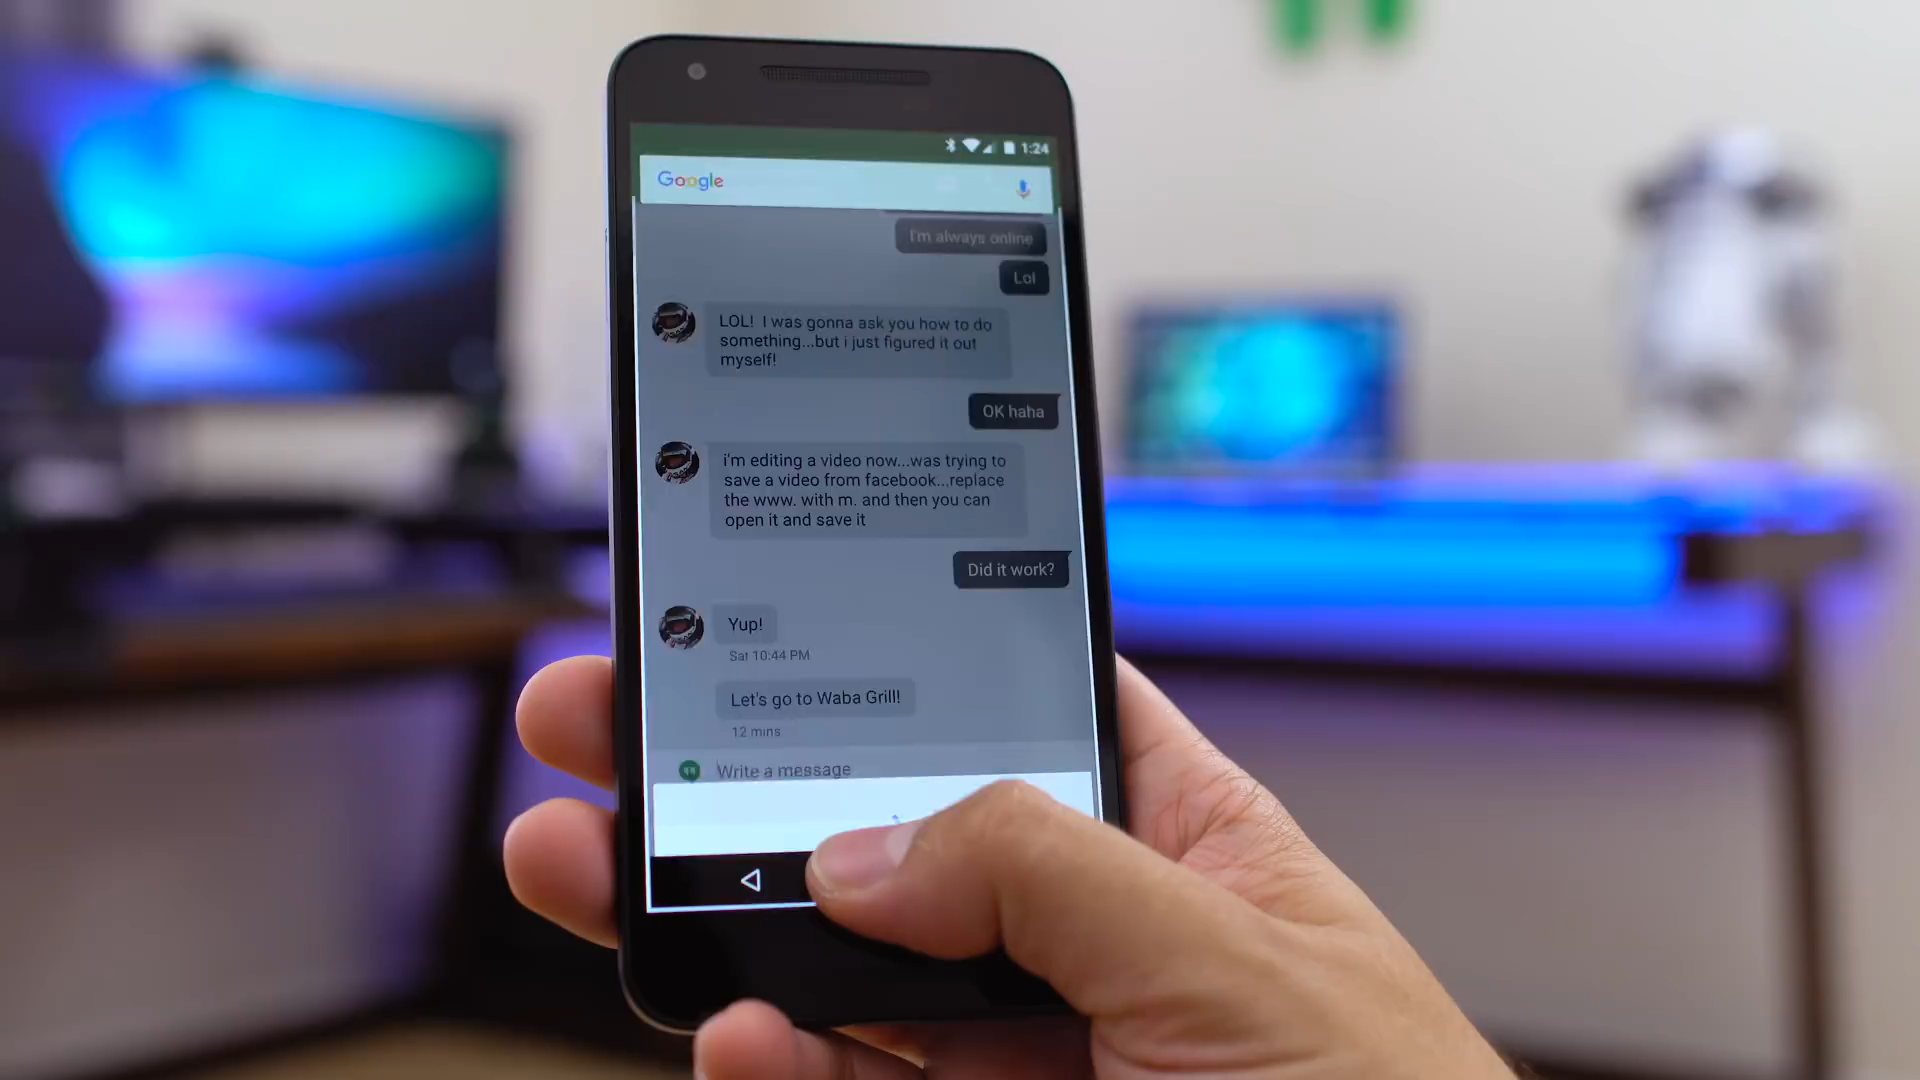 1:24
Google
I'm always online
Lol
LOL! I was gonna ask you how to do
something...but i just figured it out
myself!
OK haha
i'm editing a video now...was trying to
save a video from facebook...replace
the www. with m. and then you can
open it and save it
Did it work?
Yup!
Sat 10:44 PM
Let's go to Waba Grill!
12 mins
Write a message